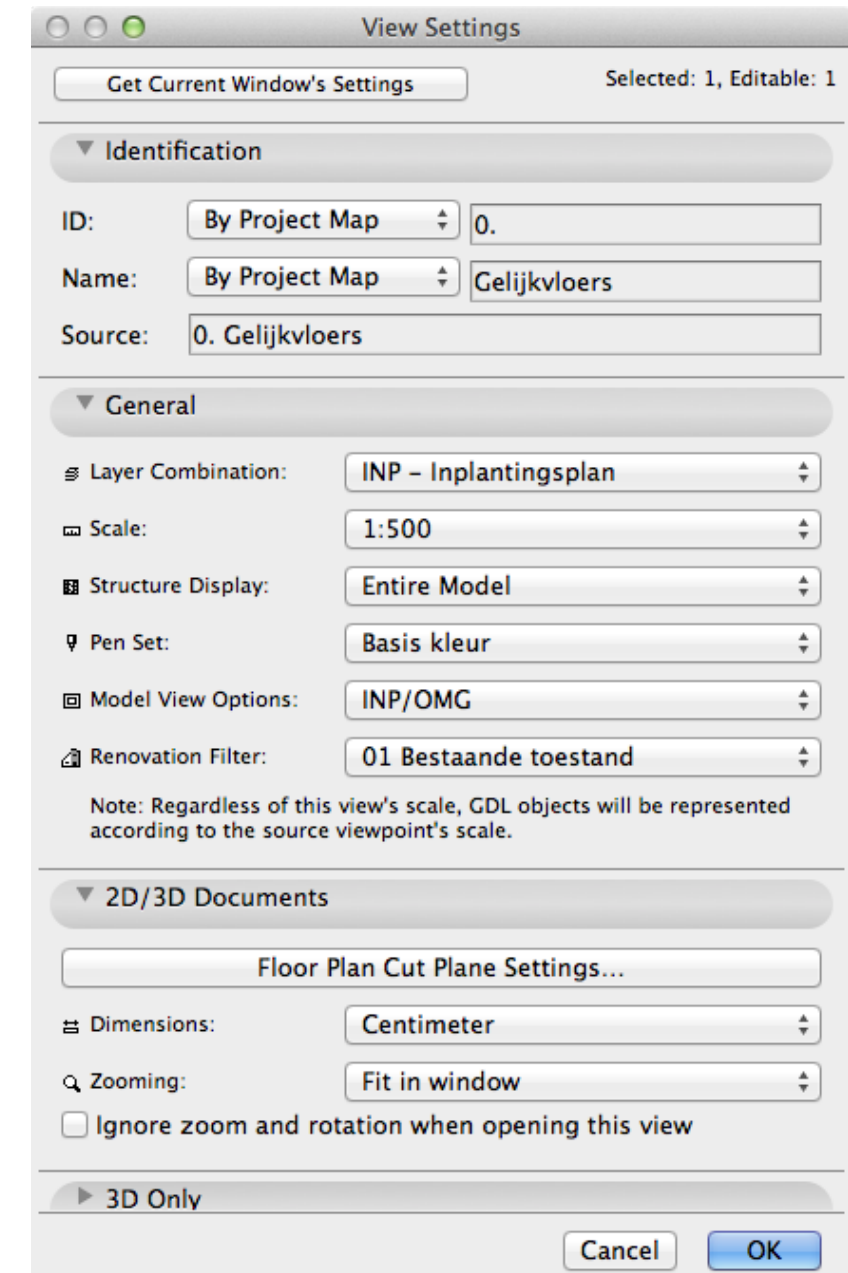 View Settings
Get Current Window's Settings
Selected: 1, Editable: 1
Identification
ID: By Project Map 0.
Name: By Project Map Gelijkvloers
Source: 0. Gelijkvloers
General
Layer Combination: INP – Inplantingsplan
Scale: 1:500
Structure Display: Entire Model
Pen Set: Basis kleur
Model View Options: INP/OMG
Renovation Filter: 01 Bestaande toestand
Note: Regardless of this view's scale, GDL objects will be represented
according to the source viewpoint's scale.
2D/3D Documents
Floor Plan Cut Plane Settings...
Dimensions: Centimeter
Zooming: Fit in window
Ignore zoom and rotation when opening this view
3D Only
Cancel OK